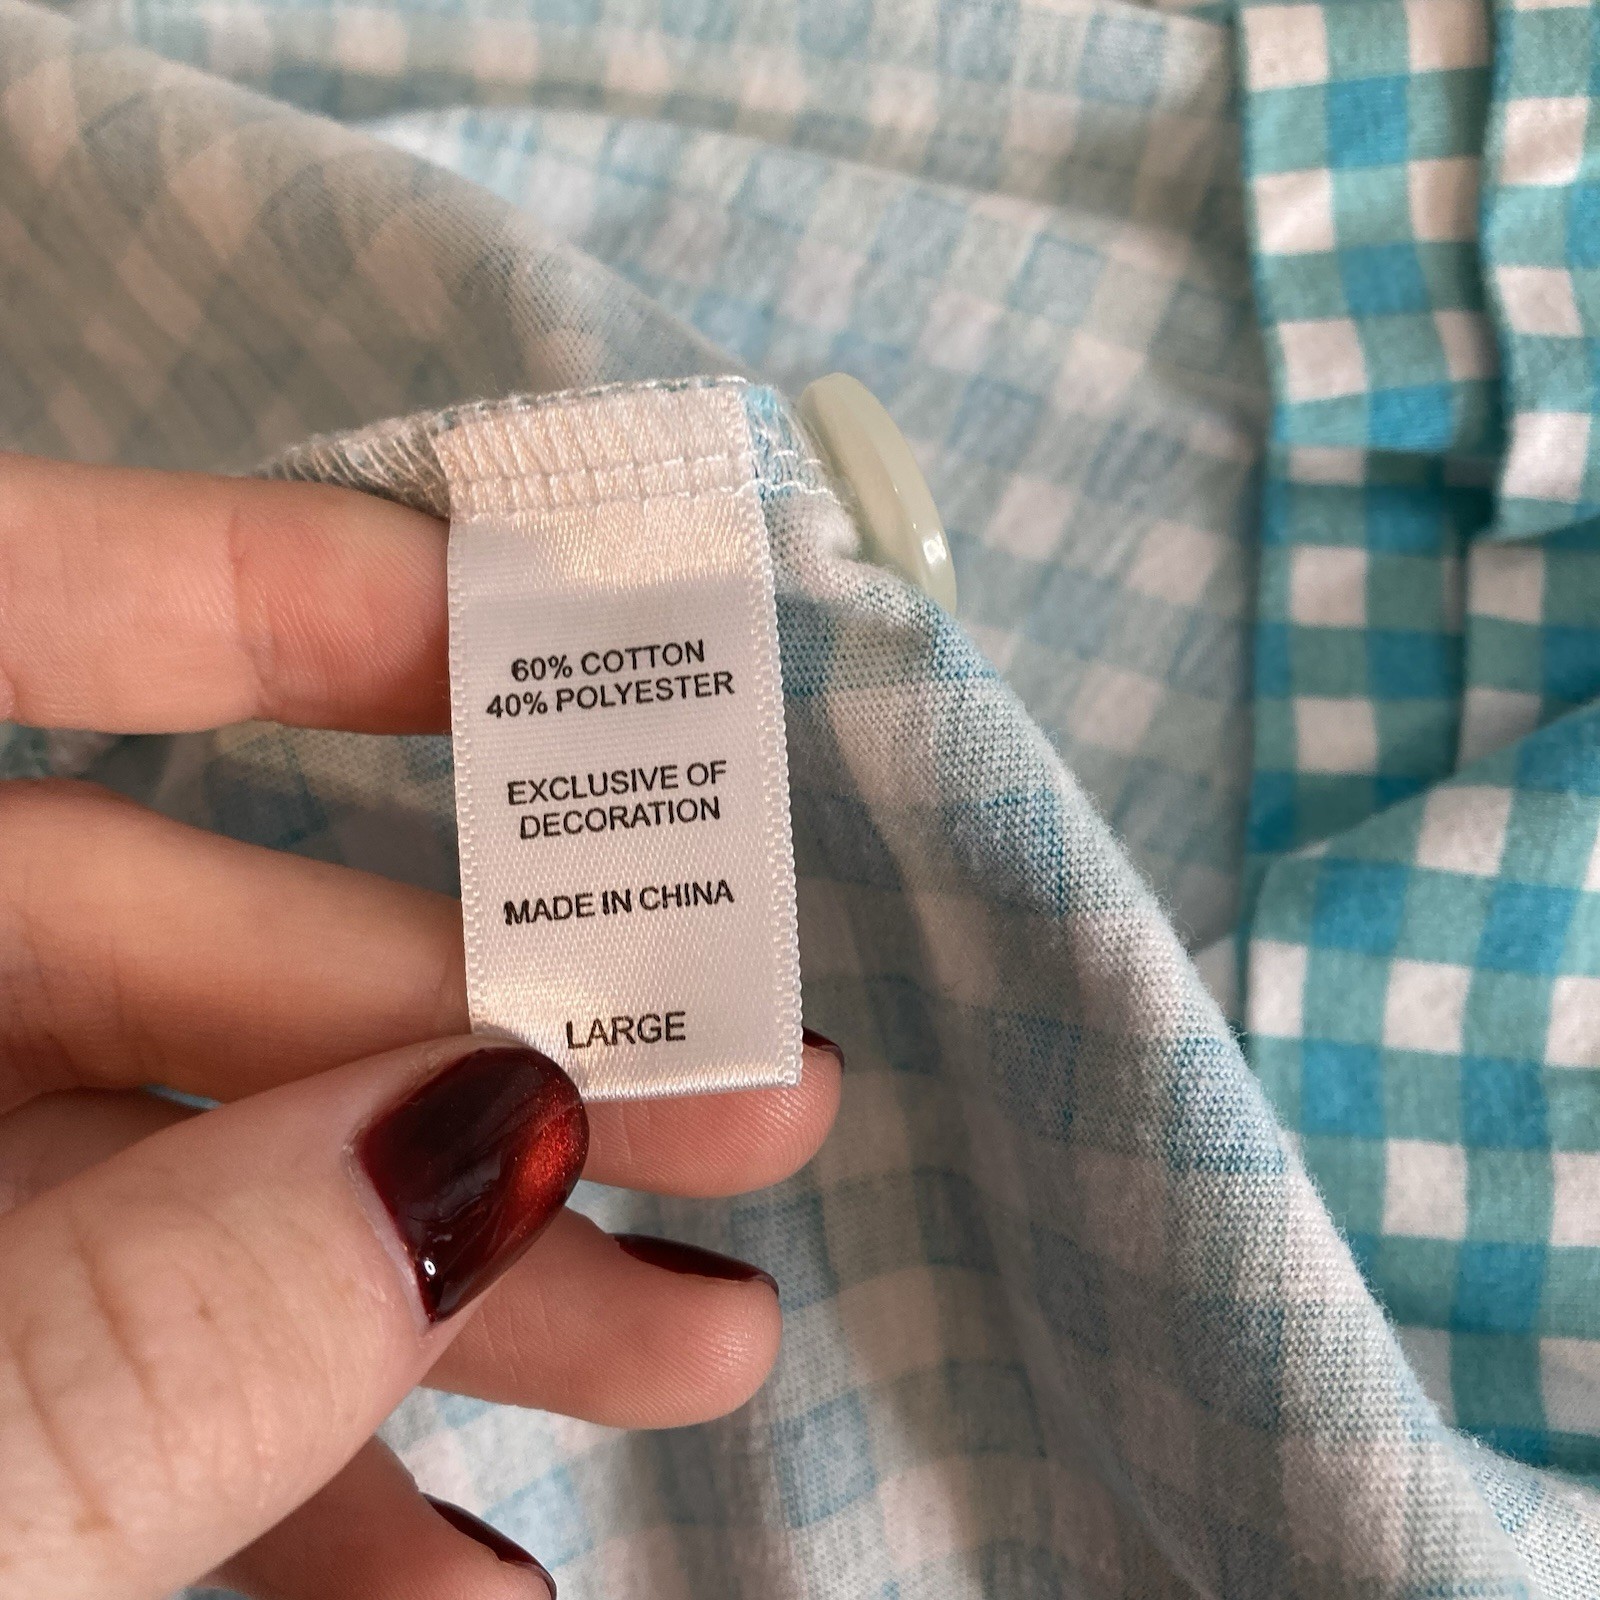 60% COTTON
40% POLYESTER
EXCLUSIVE OF
DECORATION
MADE IN CHINA
LARGE